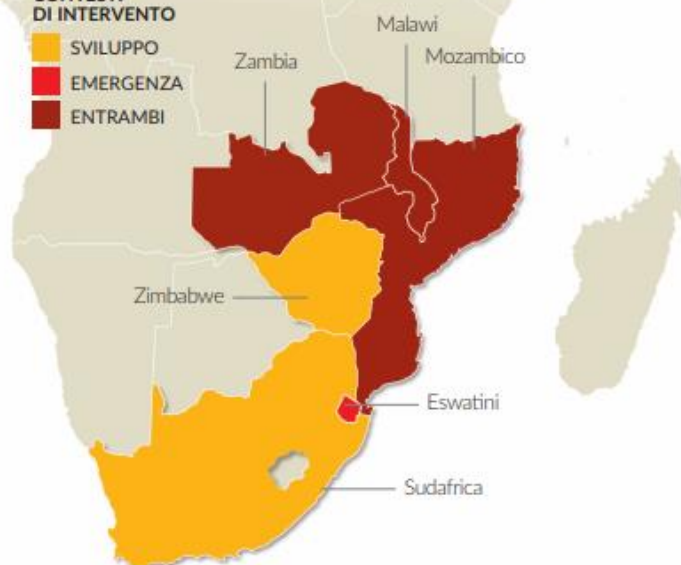 DI INTERVENTO
SVILUPPO
EMERGENZA
ENTRAMBI
Malawi
Zambia
Mozambico
Zimbabwe
Eswatini
Sudafrica